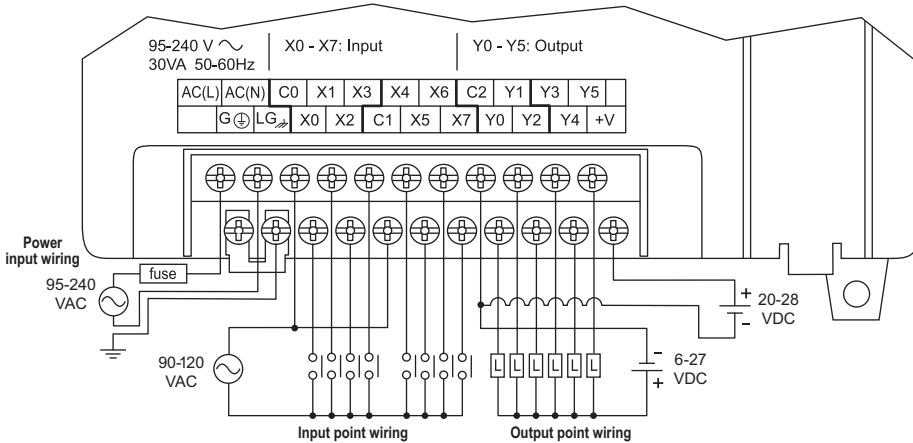 95-240 V ∿ X0 - X7: Input Y0 - Y5: Output
30VA 50-60Hz
AC(L) AC(N) C0 X1 X3 X4 X6 C2 Y1 Y3 Y5
G LG X0 X2 C1 X5 X7 Y0 Y2 Y4 +V
Power
input wiring
fuse
95-240
VAC
+
20-28
VDC
-
90-120
VAC
L L L L L L
-
6-27
VDC
+
Input point wiring
Output point wiring